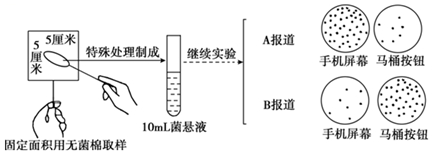 5厘米
5厘米
特殊处理制成
继续实验
固定面积用无菌棉取样
10mL菌悬液
A报道
手机屏幕 马桶按钮
B报道
手机屏幕 马桶按钮